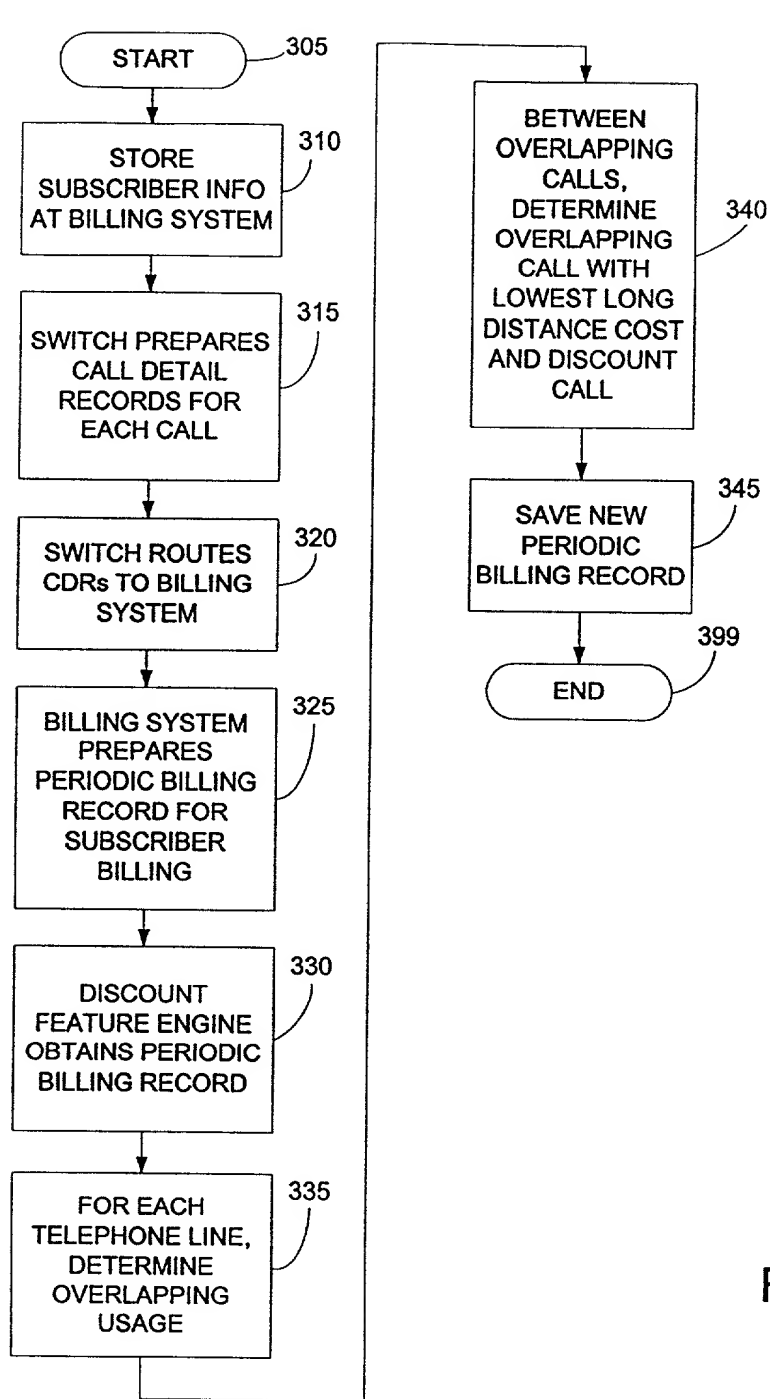 START
305
STORE
SUBSCRIBER INFO
AT BILLING SYSTEM
310
SWITCH PREPARES
CALL DETAIL
RECORDS FOR
EACH CALL
315
SWITCH ROUTES
CDRs TO BILLING
SYSTEM
320
BILLING SYSTEM
PREPARES
PERIODIC BILLING
RECORD FOR
SUBSCRIBER
BILLING
325
DISCOUNT
FEATURE ENGINE
OBTAINS PERIODIC
BILLING RECORD
330
FOR EACH
TELEPHONE LINE,
DETERMINE
OVERLAPPING
USAGE
335
BETWEEN
OVERLAPPING
CALLS,
DETERMINE
OVERLAPPING
CALL WITH
LOWEST LONG
DISTANCE COST
AND DISCOUNT
CALL
340
SAVE NEW
PERIODIC
BILLING RECORD
345
END
399